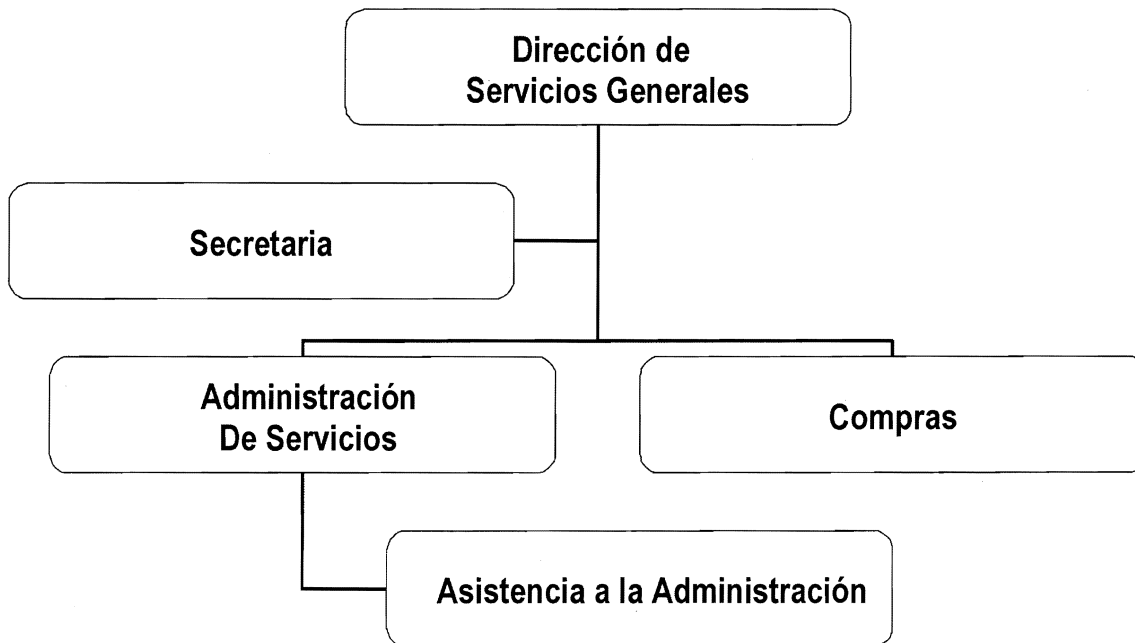 Dirección de
Servicios Generales
Secretaria
Administración
De Servicios
Compras
Asistencia a la Administración